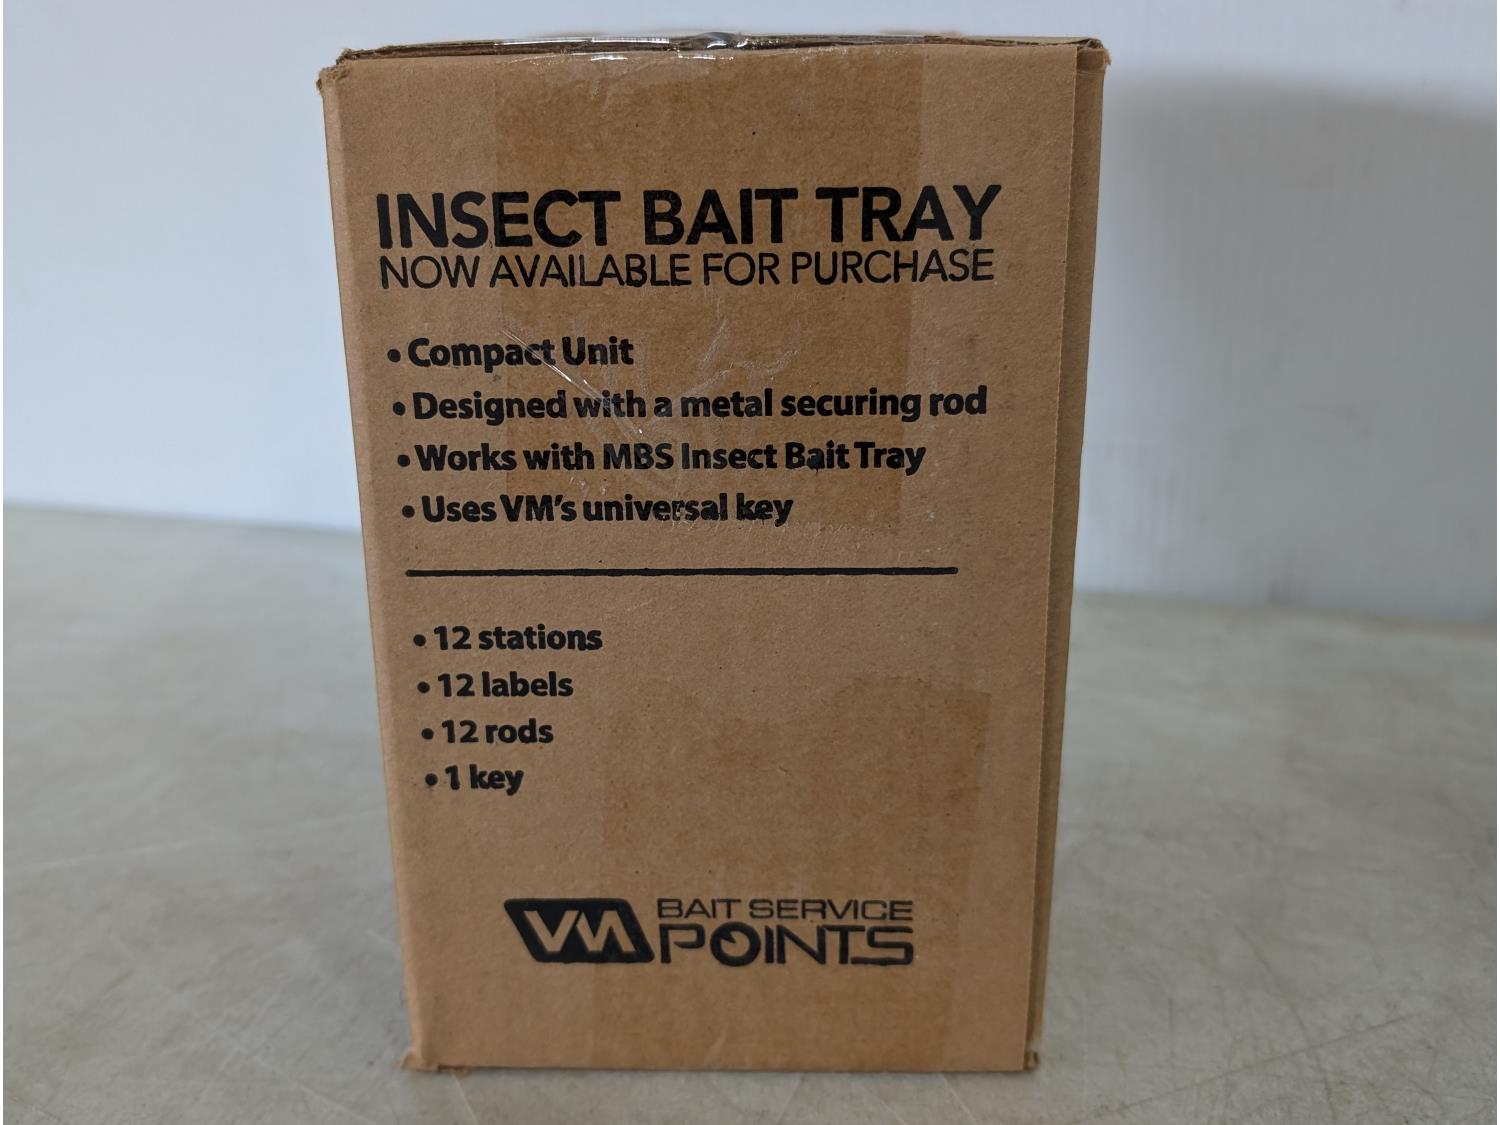 INSECT BAIT TRAY
NOW AVAILABLE FOR PURCHASE
• Compact Unit
• Designed with a metal securing rod
• Works with MBS Insect Bait Tray
• Uses VM's universal key
• 12 stations
• 12 labels
• 12 rods
• 1 key
VM BAIT SERVICE
POINTS